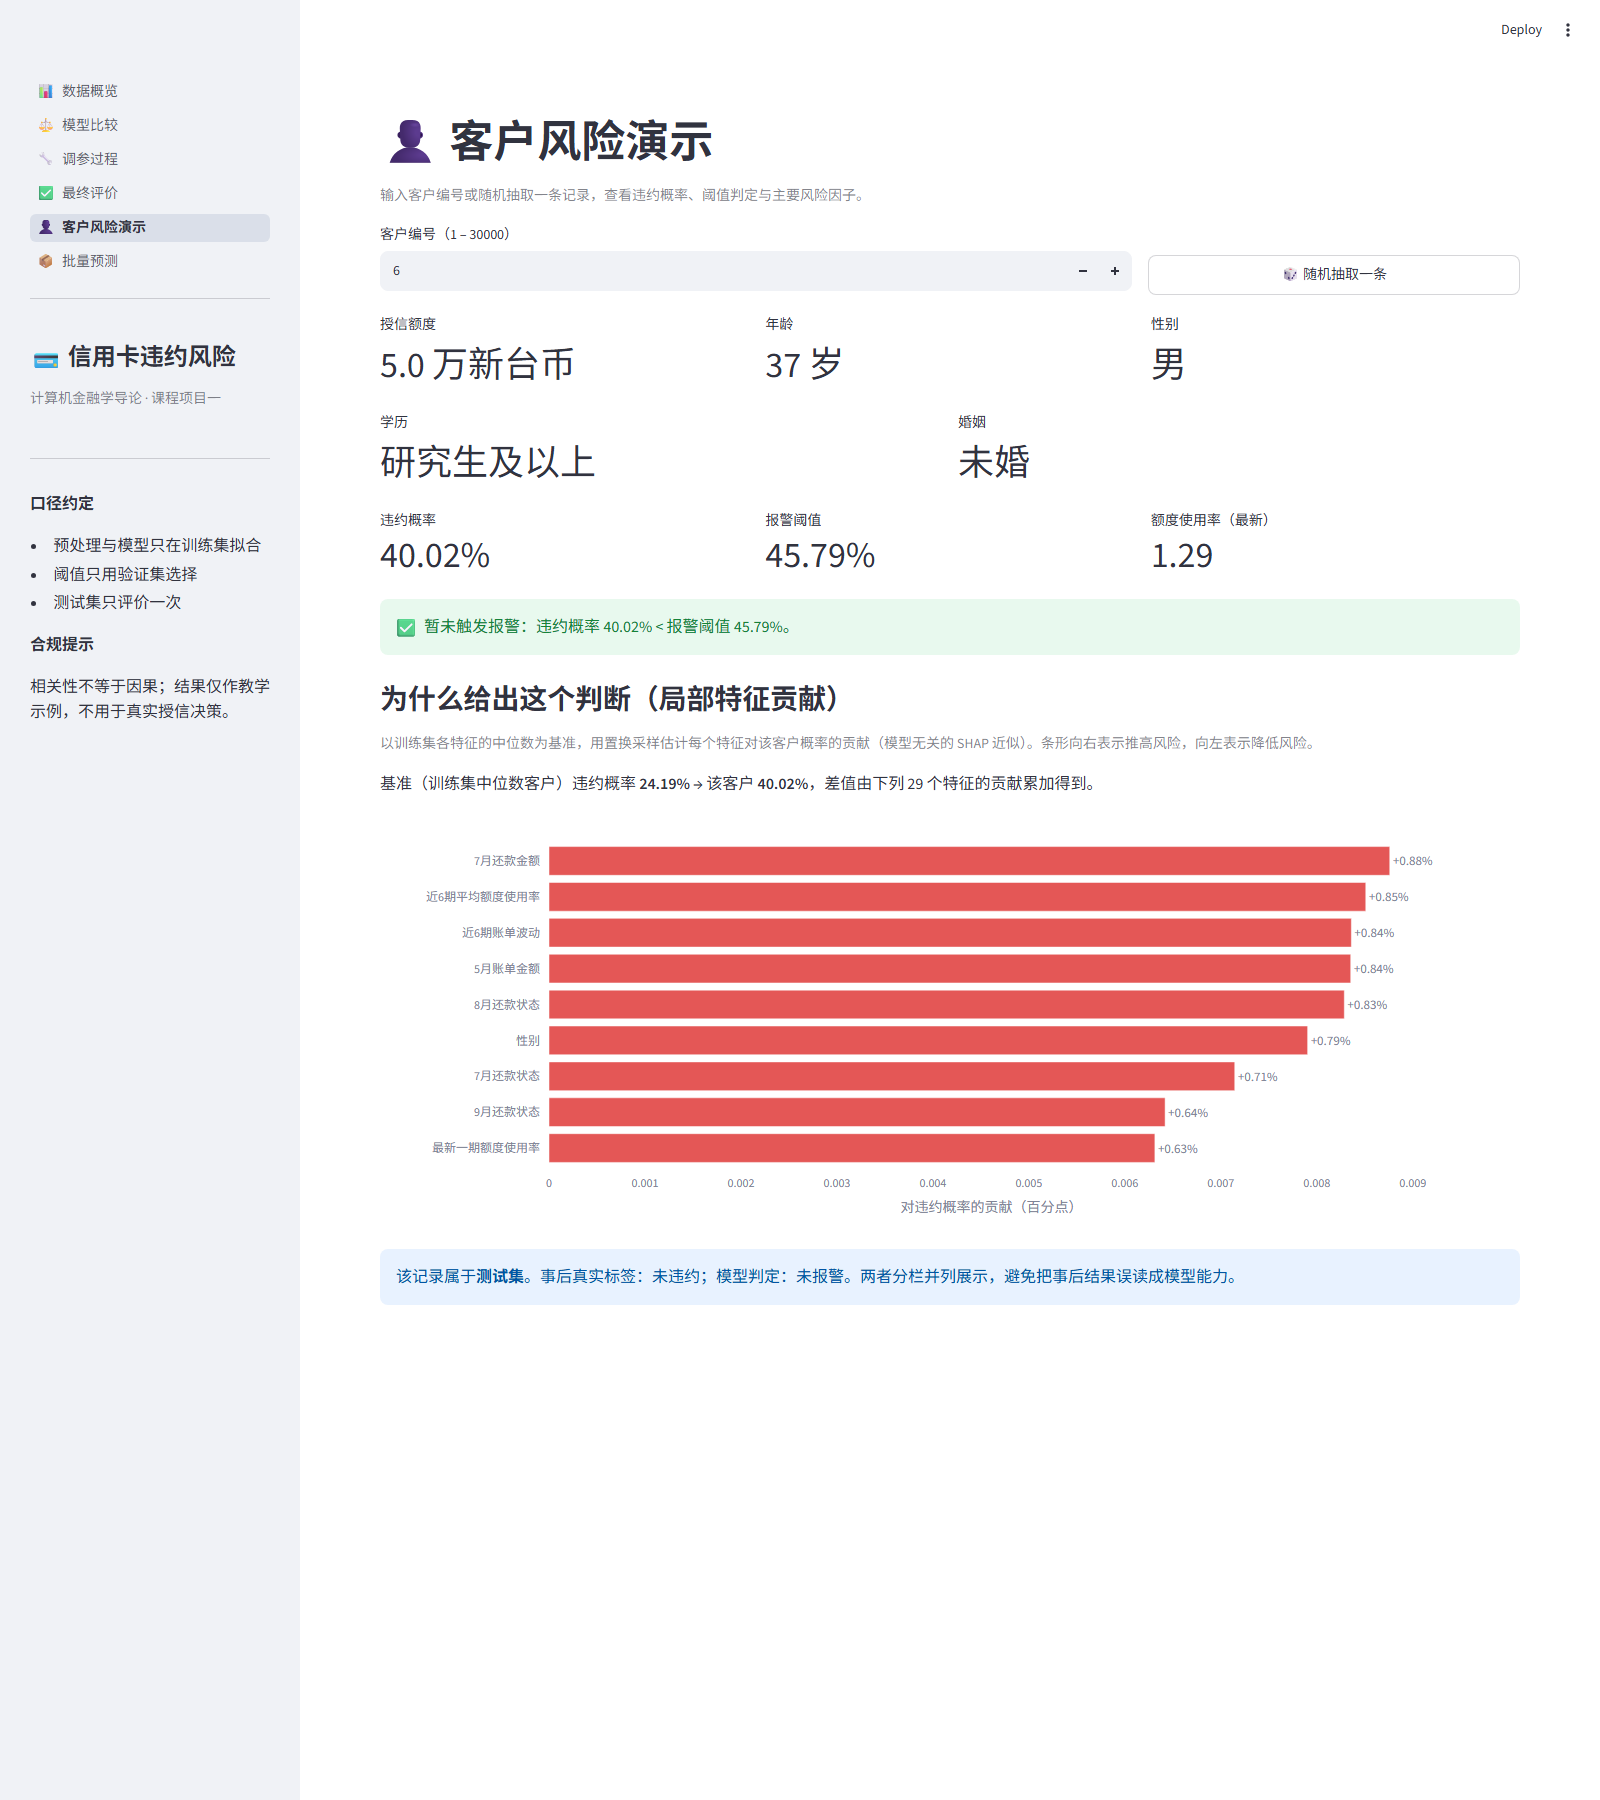 Deploy
数据概览
模型比较
调参过程
最终评价
客户风险演示
批量预测
信用卡违约风险
计算机金融学导论 · 课程项目一
口径约定
预处理与模型只在训练集拟合
阈值只用验证集选择
测试集只评价一次
合规提示
相关性不等于因果；结果仅作教学
示例，不用于真实授信决策。
客户风险演示
输入客户编号或随机抽取一条记录，查看违约概率、阈值判定与主要风险因子。
客户编号（1 – 30000）
6
随机抽取一条
授信额度
年龄
性别
5.0 万新台币
37 岁
男
学历
婚姻
研究生及以上
未婚
违约概率
报警阈值
额度使用率（最新）
40.02%
45.79%
1.29
暂未触发报警：违约概率 40.02% < 报警阈值 45.79%。
为什么给出这个判断（局部特征贡献）
以训练集各特征的中位数为基准，用置换采样估计每个特征对该客户概率的贡献（模型无关的 SHAP 近似）。条形向右表示推高风险，向左表示降低风险。
基准（训练集中位数客户）违约概率 24.19% → 该客户 40.02%，差值由下列 29 个特征的贡献累加得到。
7月还款金额 +0.88%
近6期平均额度使用率 +0.85%
近6期账单波动 +0.84%
5月账单金额 +0.84%
8月还款状态 +0.83%
性别 +0.79%
7月还款状态 +0.71%
9月还款状态 +0.64%
最新一期额度使用率 +0.63%
0 0.001 0.002 0.003 0.004 0.005 0.006 0.007 0.008 0.009
对违约概率的贡献（百分点）
该记录属于测试集。事后真实标签：未违约；模型判定：未报警。两者分栏并列展示，避免把事后结果误读成模型能力。